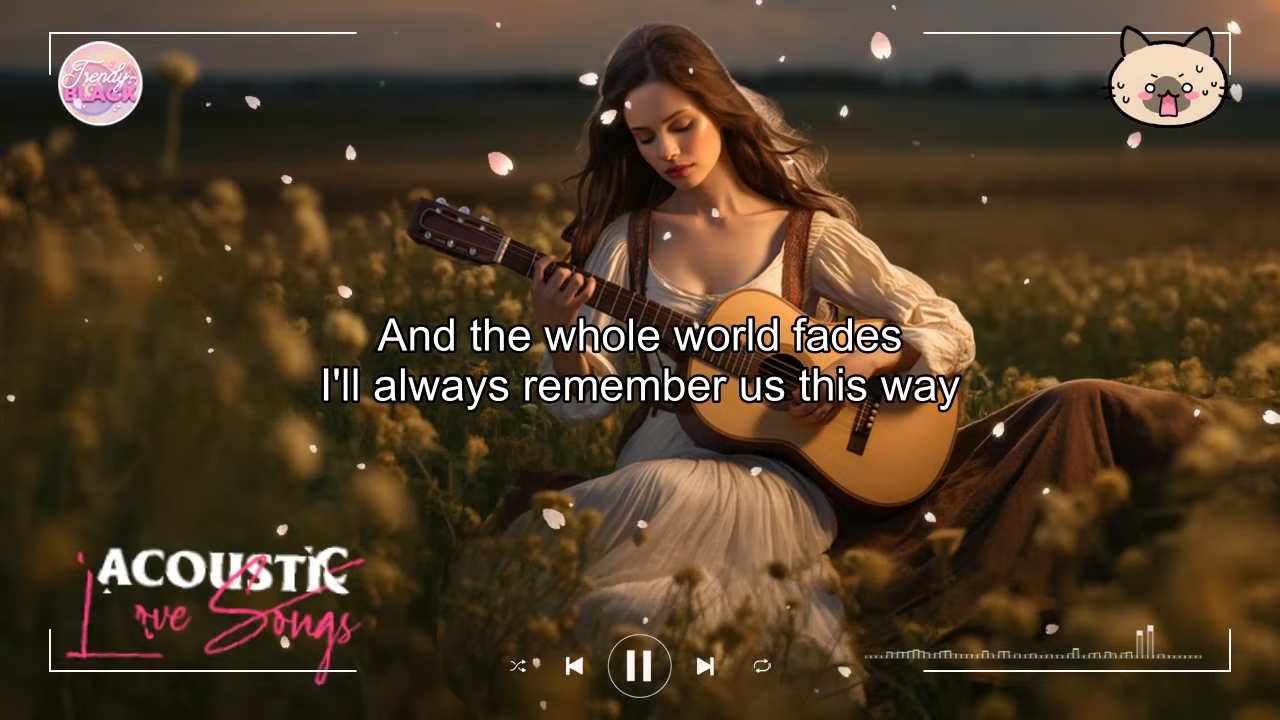 Trendy
BLACK
And the whole world fades
I'll always remember us this way
ACOUSTIC
Love Songs